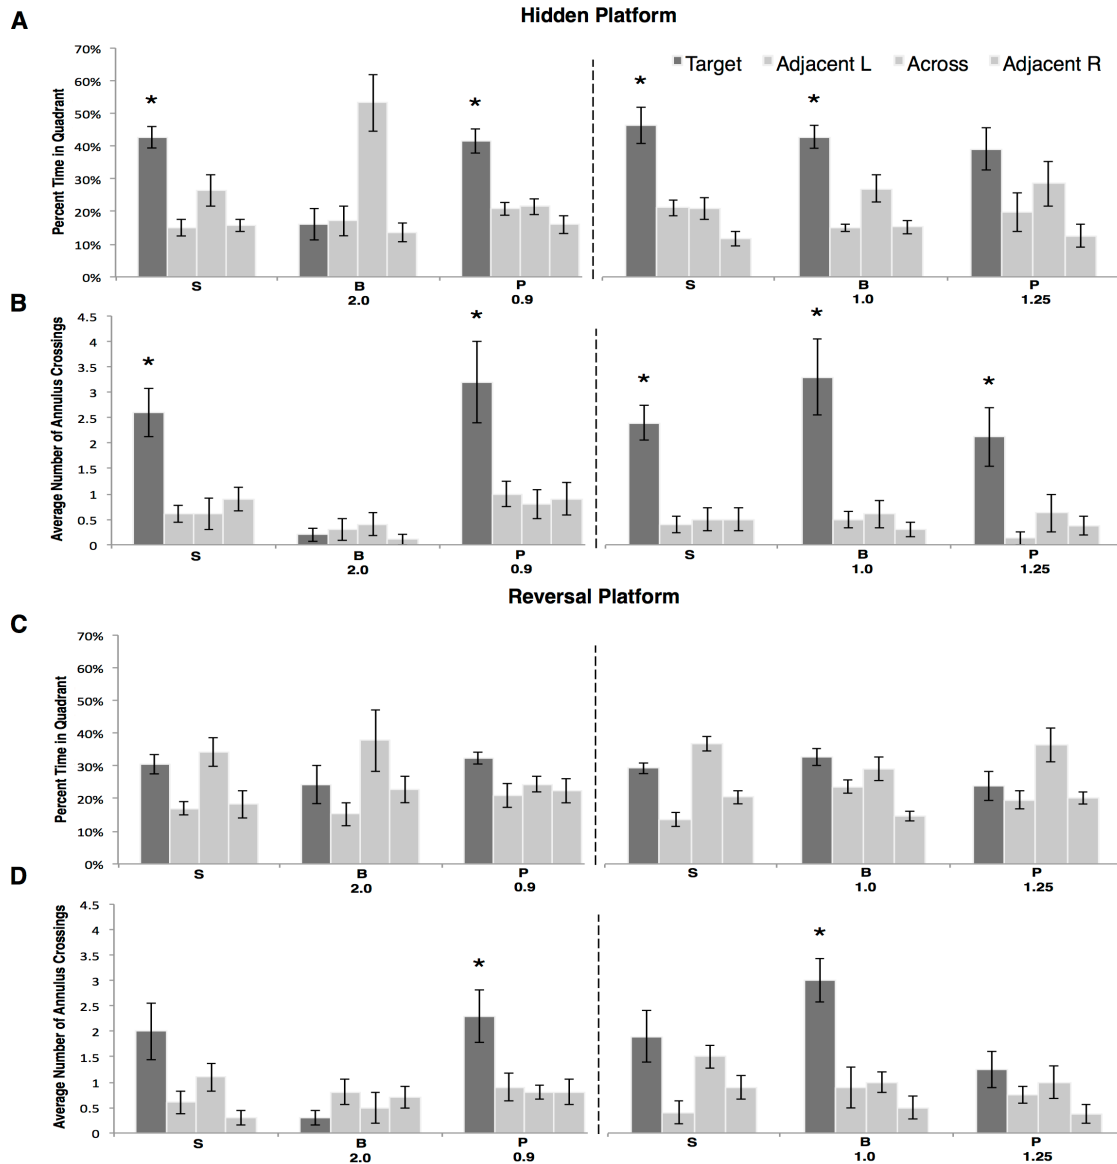 A
Hidden Platform
Target Adjacent L Across Adjacent R
Percent Time in Quadrant
70%
60%
50%
40%
30%
20%
10%
0%
* * * *
S B P S B P
2.0 0.9 1.0 1.25
B
Average Number of Annulus Crossings
4.5
4
3.5
3
2.5
2
1.5
1
0.5
0
* * * * *
S B P S B P
2.0 0.9 1.0 1.25
Reversal Platform
C
Percent Time in Quadrant
70%
60%
50%
40%
30%
20%
10%
0%
S B P S B P
2.0 0.9 1.0 1.25
D
Average Number of Annulus Crossings
4.5
4
3.5
3
2.5
2
1.5
1
0.5
0
* *
S B P S B P
2.0 0.9 1.0 1.25